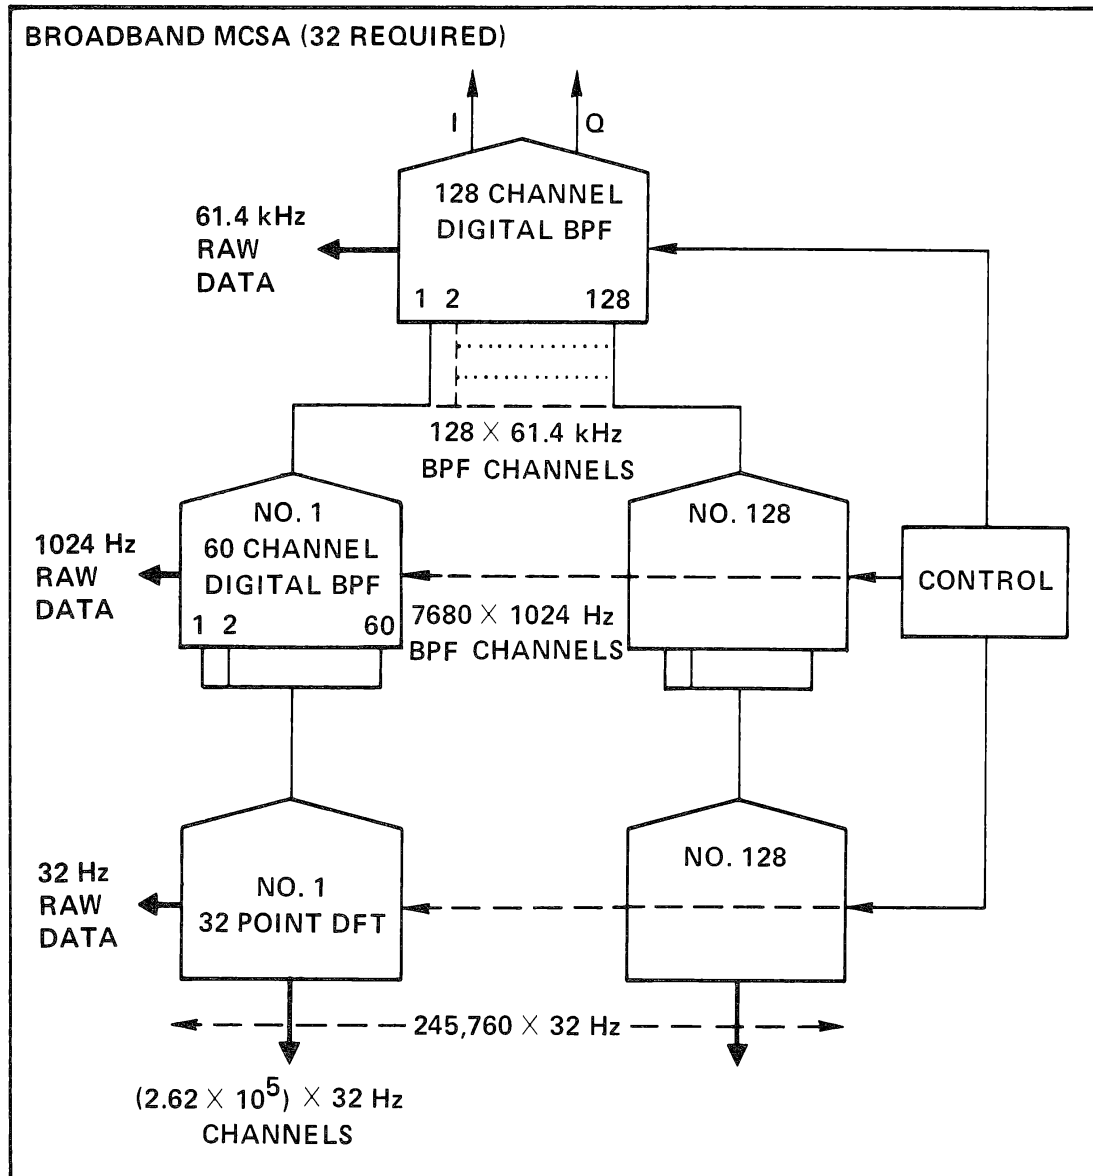 BROADBAND MCSA (32 REQUIRED)
I
Q
128 CHANNEL
DIGITAL BPF
1 2 128
61.4 kHz
RAW
DATA
128 × 61.4 kHz
BPF CHANNELS
NO. 1
60 CHANNEL
DIGITAL BPF
1 2 60
1024 Hz
RAW
DATA
7680 × 1024 Hz
BPF CHANNELS
NO. 128
CONTROL
32 Hz
RAW
DATA
NO. 1
32 POINT DFT
NO. 128
245,760 × 32 Hz
(2.62 × 10⁵) × 32 Hz
CHANNELS